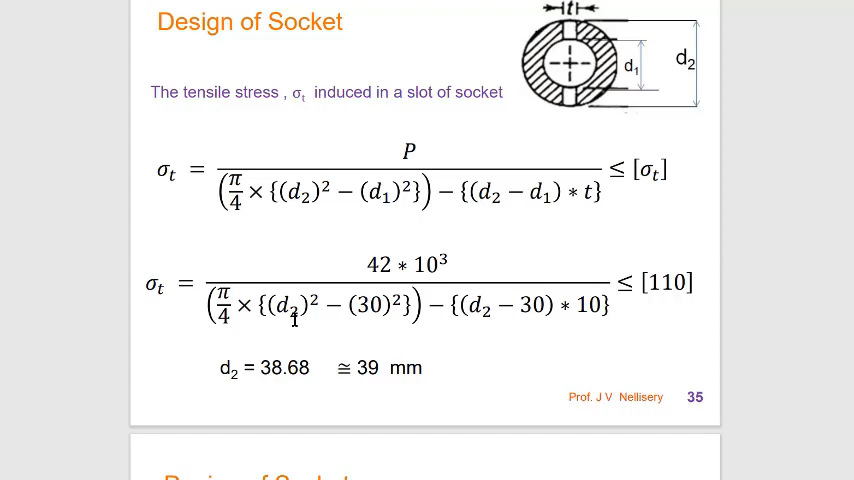 Design of Socket
t
d₁
d₂
The tensile stress , σₜ induced in a slot of socket
σₜ = P / ((π/4 × {(d₂)² − (d₁)²}) − {(d₂ − d₁) ∗ t}) ≤ [σₜ]
σₜ = 42 ∗ 10³ / ((π/4 × {(d₂)² − (30)²}) − {(d₂ − 30) ∗ 10}) ≤ [110]
d₂ = 38.68 ≅ 39 mm
Prof. J V Nellisery 35